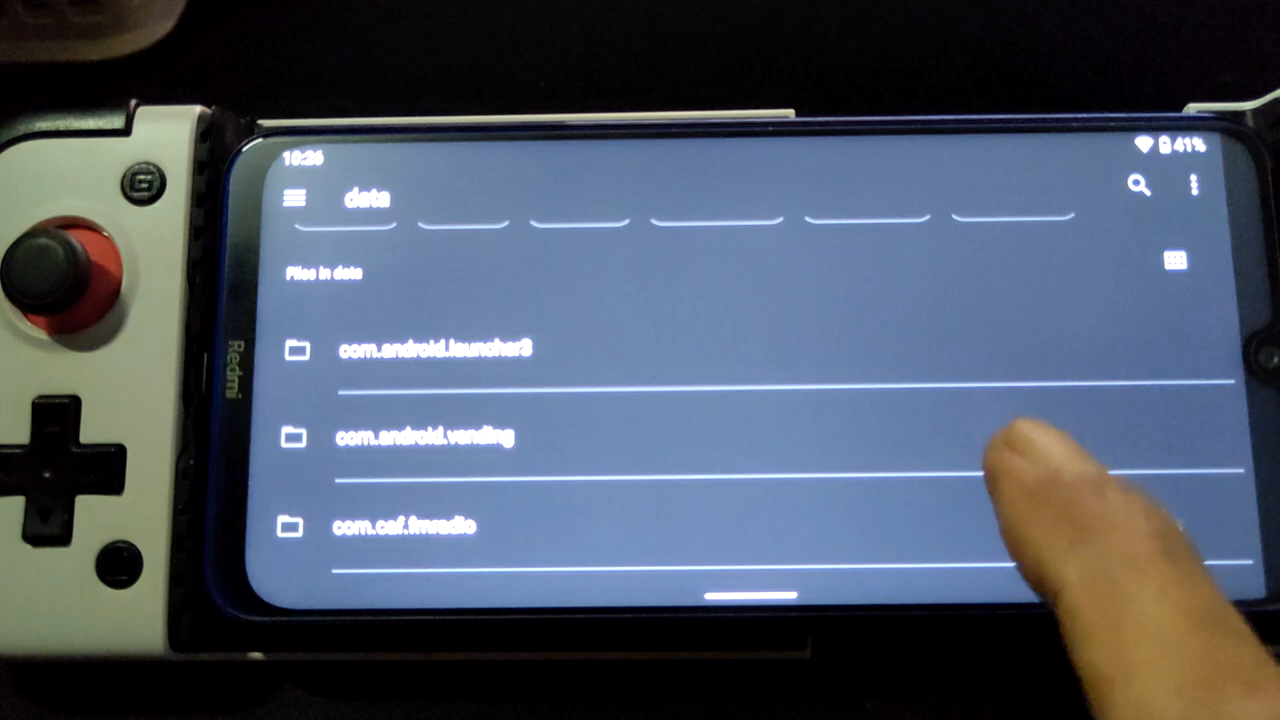 10:26
41%
data
Files in data
com.android.launcher3
com.android.vending
com.caf.fmradio
Redmi
G